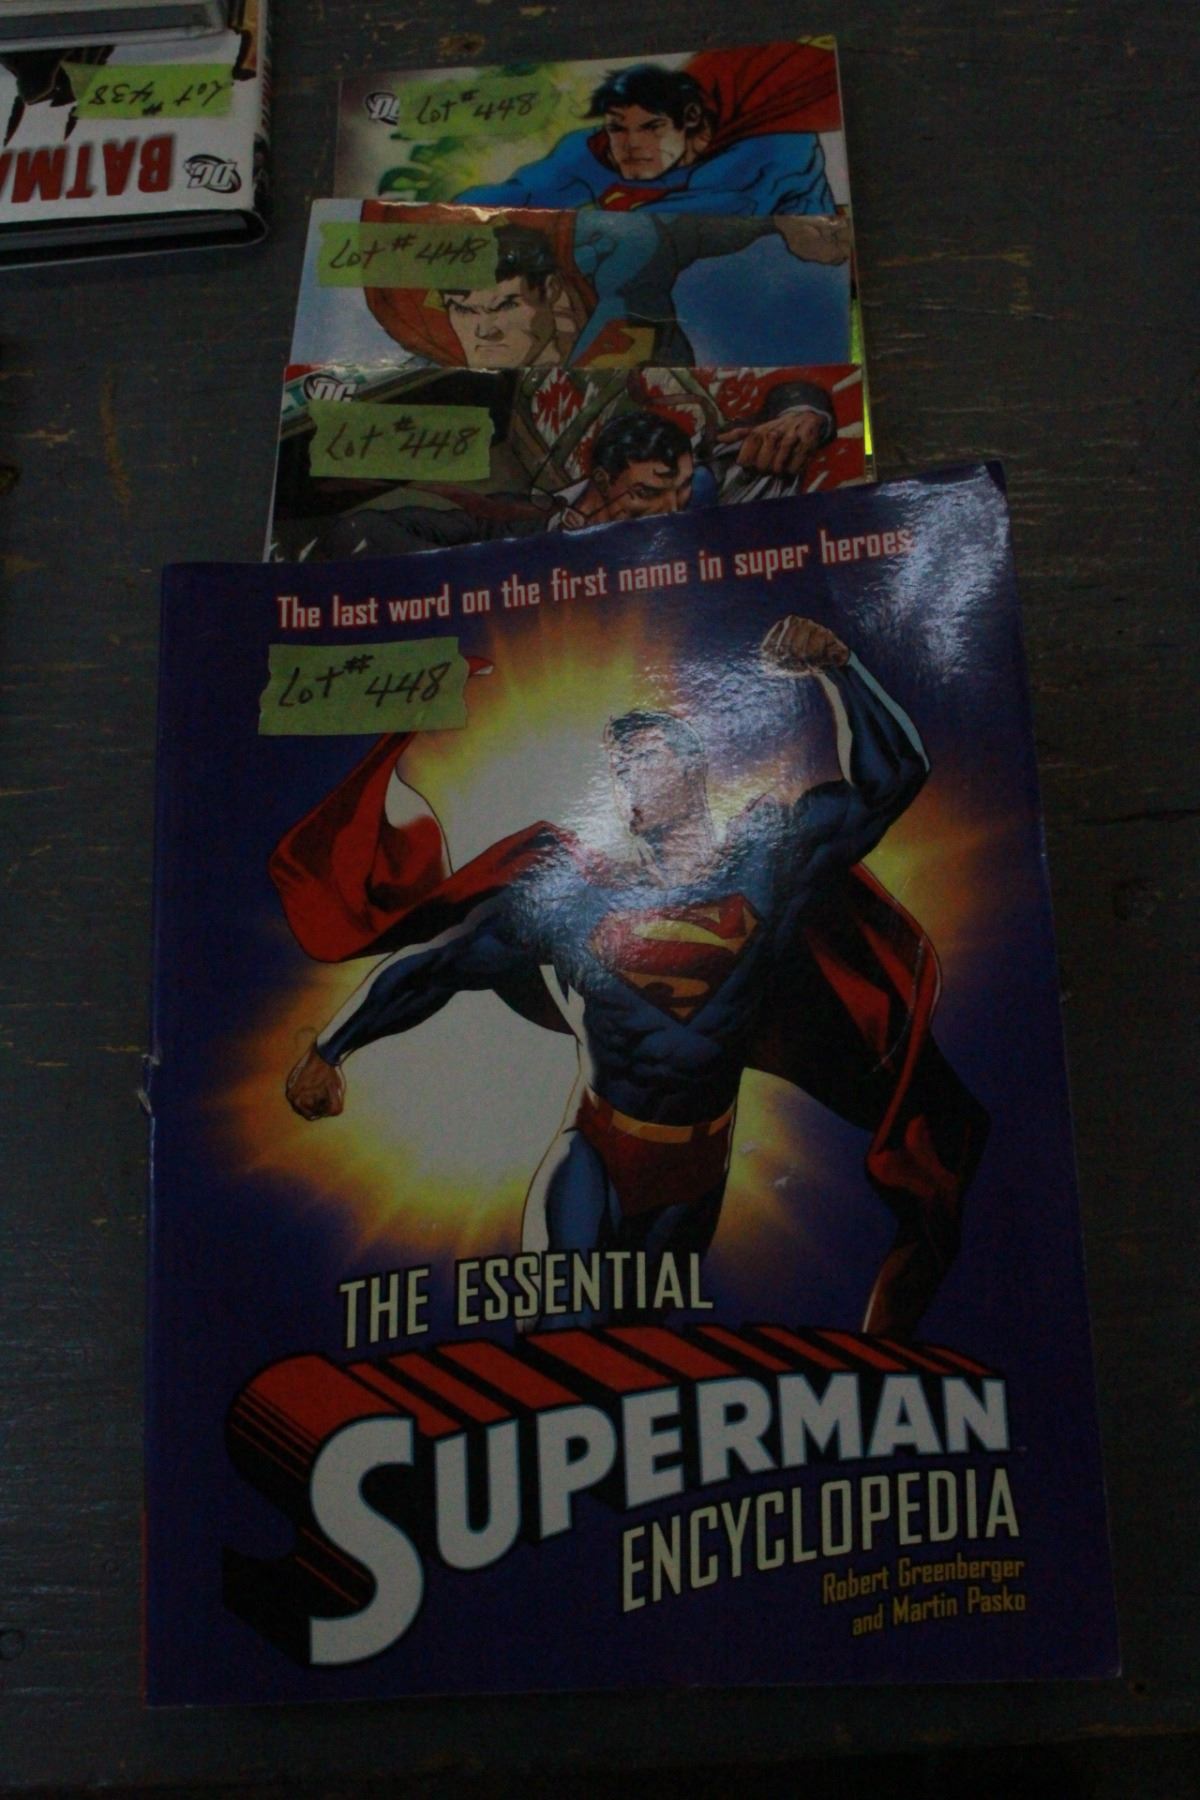 Lot # 438
BATMA
DC
DC
Lot # 448
Lot # 448
DC
Lot # 448
The last word on the first name in super heroes
Lot # 448
THE ESSENTIAL
SUPERMAN
ENCYCLOPEDIA
Robert Greenberger
and Martin Pasko